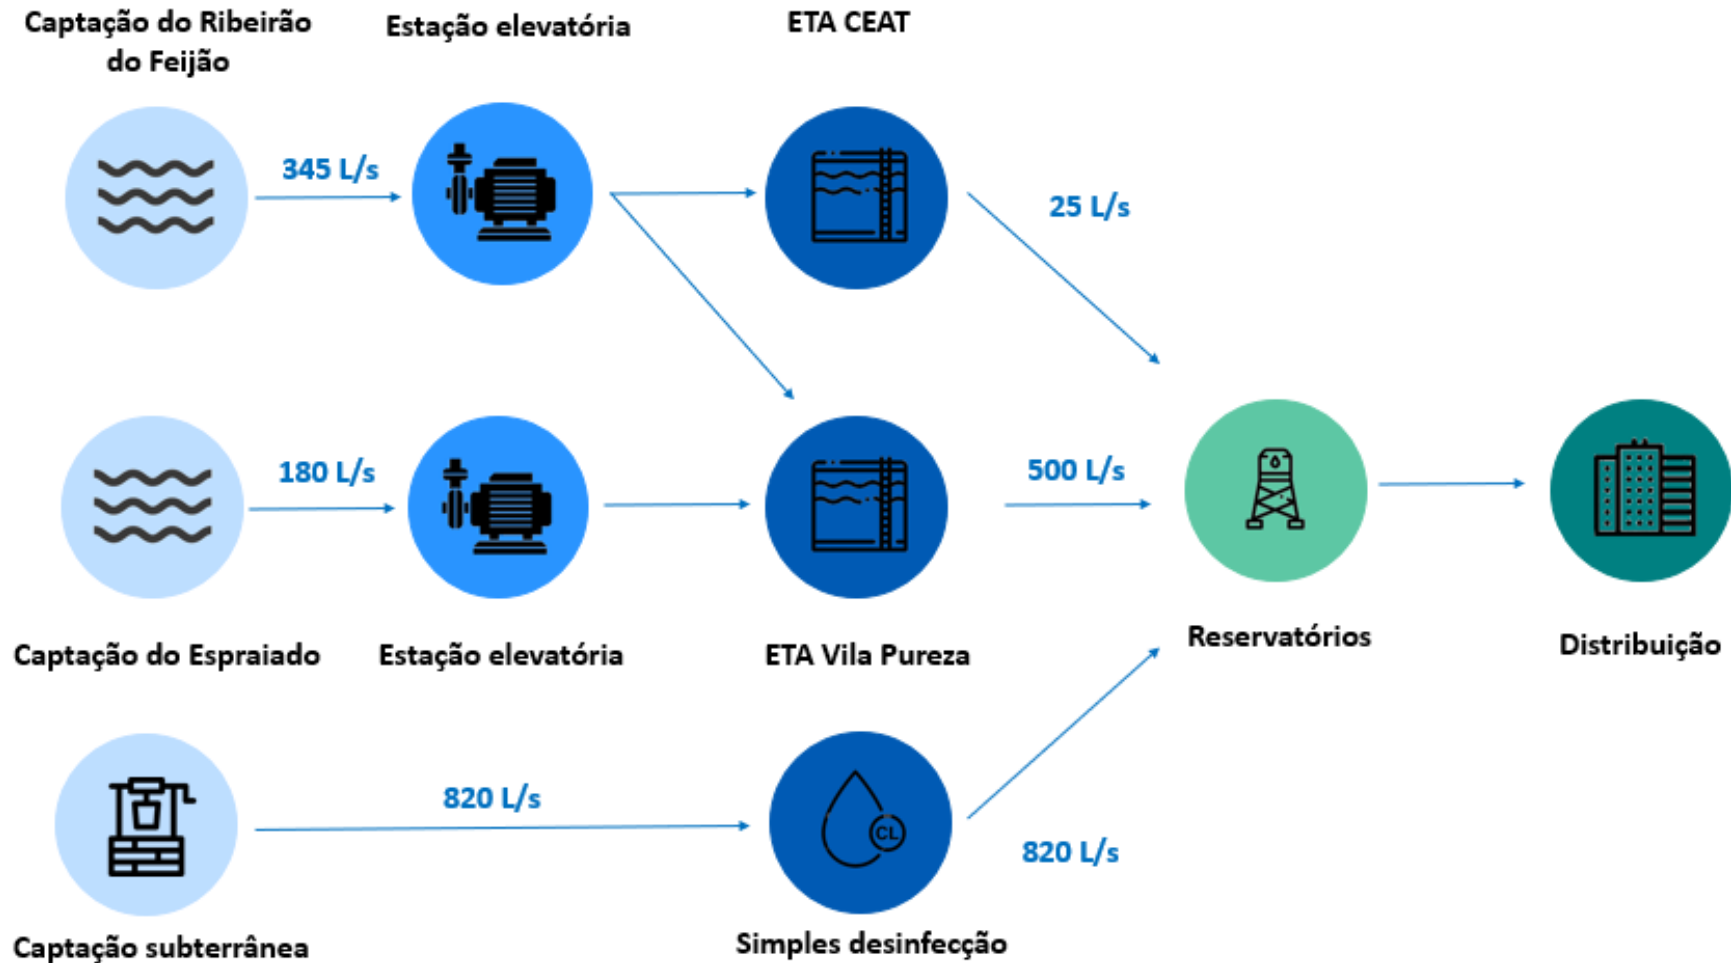 Captação do Ribeirão
do Feijão
Estação elevatória
ETA CEAT
345 L/s
25 L/s
180 L/s
500 L/s
Captação do Espraiado
Estação elevatória
ETA Vila Pureza
Reservatórios
Distribuição
820 L/s
CL
820 L/s
Captação subterrânea
Simples desinfecção